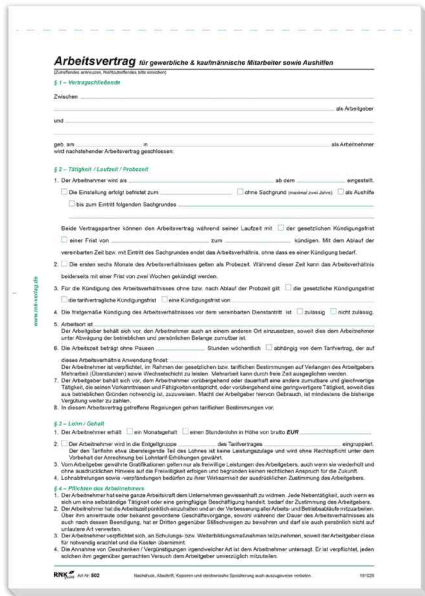 Arbeitsvertrag für gewerbliche & kaufmännische Mitarbeiter sowie Aushilfen
(Zutreffendes ankreuzen, Nichtzutreffendes bitte streichen)
§ 1 – Vertragschließende
Zwischen
als Arbeitgeber
und
geb. am in als Arbeitnehmer
wird nachstehender Arbeitsvertrag geschlossen:
§ 2 – Tätigkeit / Laufzeit / Probezeit
1. Der Arbeitnehmer wird als ab dem eingestellt.
Die Einstellung erfolgt befristet zum ohne Sachgrund (maximal zwei Jahre) als Aushilfe
bis zum Eintritt folgenden Sachgrundes
Beide Vertragspartner können den Arbeitsvertrag während seiner Laufzeit mit der gesetzlichen Kündigungsfrist
einer Frist von zum kündigen. Mit dem Ablauf der
vereinbarten Zeit bzw. mit Eintritt des Sachgrundes endet das Arbeitsverhältnis, ohne dass es einer Kündigung bedarf.
2. Die ersten sechs Monate des Arbeitsverhältnisses gelten als Probezeit. Während dieser Zeit kann das Arbeitsverhältnis
beiderseits mit einer Frist von zwei Wochen gekündigt werden.
3. Für die Kündigung des Arbeitsverhältnisses ohne bzw. nach Ablauf der Probezeit gilt die gesetzliche Kündigungsfrist
die tarifvertragliche Kündigungsfrist eine Kündigungsfrist von
4. Die fristgemäße Kündigung des Arbeitsverhältnisses vor dem vereinbarten Dienstantritt ist zulässig nicht zulässig.
5. Arbeitsort ist
Der Arbeitgeber behält sich vor, den Arbeitnehmer auch an einem anderen Ort einzusetzen, soweit dies dem Arbeitnehmer
unter Abwägung der betrieblichen und persönlichen Belange zumutbar ist.
6. Die Arbeitszeit beträgt ohne Pausen Stunden wöchentlich abhängig von dem Tarifvertrag, der auf
dieses Arbeitsverhältnis Anwendung findet:
Der Arbeitnehmer ist verpflichtet, im Rahmen der gesetzlichen bzw. tariflichen Bestimmungen auf Verlangen des Arbeitgebers
Mehrarbeit (Überstunden) sowie Wechselschicht zu leisten. Mehrarbeit kann durch freie Zeit ausgeglichen werden.
7. Der Arbeitgeber behält sich vor, dem Arbeitnehmer vorübergehend oder dauerhaft eine andere zumutbare und gleichwertige
Tätigkeit, die seinen Vorkenntnissen und Fähigkeiten entspricht, oder vorübergehend eine geringwertigere Tätigkeit, soweit dies
aus betrieblichen Gründen notwendig ist, zuzuweisen. Macht der Arbeitgeber hiervon Gebrauch, ist mindestens die bisherige
Vergütung weiter zu zahlen.
8. In diesem Arbeitsvertrag getroffene Regelungen gehen tariflichen Bestimmungen vor.
§ 3 – Lohn / Gehalt
1. Der Arbeitnehmer erhält ein Monatsgehalt einen Stundenlohn in Höhe von brutto EUR
2. Der Arbeitnehmer wird in die Entgeltgruppe des Tarifvertrages eingruppiert.
Der den Tariflohn etwa übersteigende Teil des Lohnes ist keine Leistungszulage und wird ohne Rechtspflicht unter dem
Vorbehalt der Anrechnung bei Lohntarif Erhöhungen gewährt.
3. Vom Arbeitgeber gewährte Gratifikationen gelten nur als freiwillige Leistungen des Arbeitgebers, auch wenn sie wiederholt und
ohne ausdrücklichen Hinweis auf die Freiwilligkeit erfolgen und begründen keinen rechtlichen Anspruch für die Zukunft.
4. Lohnabtretungen sowie -verpfändungen bedürfen zu ihrer Wirksamkeit der ausdrücklichen Zustimmung des Arbeitgebers.
§ 4 – Pflichten des Arbeitnehmers
1. Der Arbeitnehmer hat seine ganze Arbeitskraft dem Unternehmen gewissenhaft zu widmen. Jede Nebentätigkeit, auch wenn es
sich um eine selbständige Tätigkeit oder eine geringfügige Beschäftigung handelt, bedarf der Zustimmung des Arbeitgebers.
2. Der Arbeitnehmer hat die Arbeitszeit pünktlich einzuhalten und an der Verbesserung aller Arbeits- und Betriebsabläufe mitzuarbeiten.
Über ihm anvertraute oder bekannt gewordene Geschäftsvorgänge, sowohl während der Dauer des Arbeitsverhältnisses als
auch nach dessen Beendigung, hat er Dritten gegenüber Stillschweigen zu bewahren und darf sie auch persönlich nicht auf
unlautere Art verwerten.
3. Der Arbeitnehmer verpflichtet sich, an Schulungs- bzw. Weiterbildungsmaßnahmen teilzunehmen, soweit der Arbeitgeber diese
für notwendig erachtet und die Kosten übernimmt.
4. Die Annahme von Geschenken / Vergünstigungen irgendwelcher Art ist dem Arbeitnehmer untersagt. Er ist verpflichtet, jeden
solchen ihm gegenüber gemachten Versuch dem Arbeitgeber unverzüglich mitzuteilen.
www.rnk-verlag.de
RNK Art.Nr. 502 Nachdruck, Abschrift, Kopieren und elektronische Speicherung auch auszugsweise verboten.